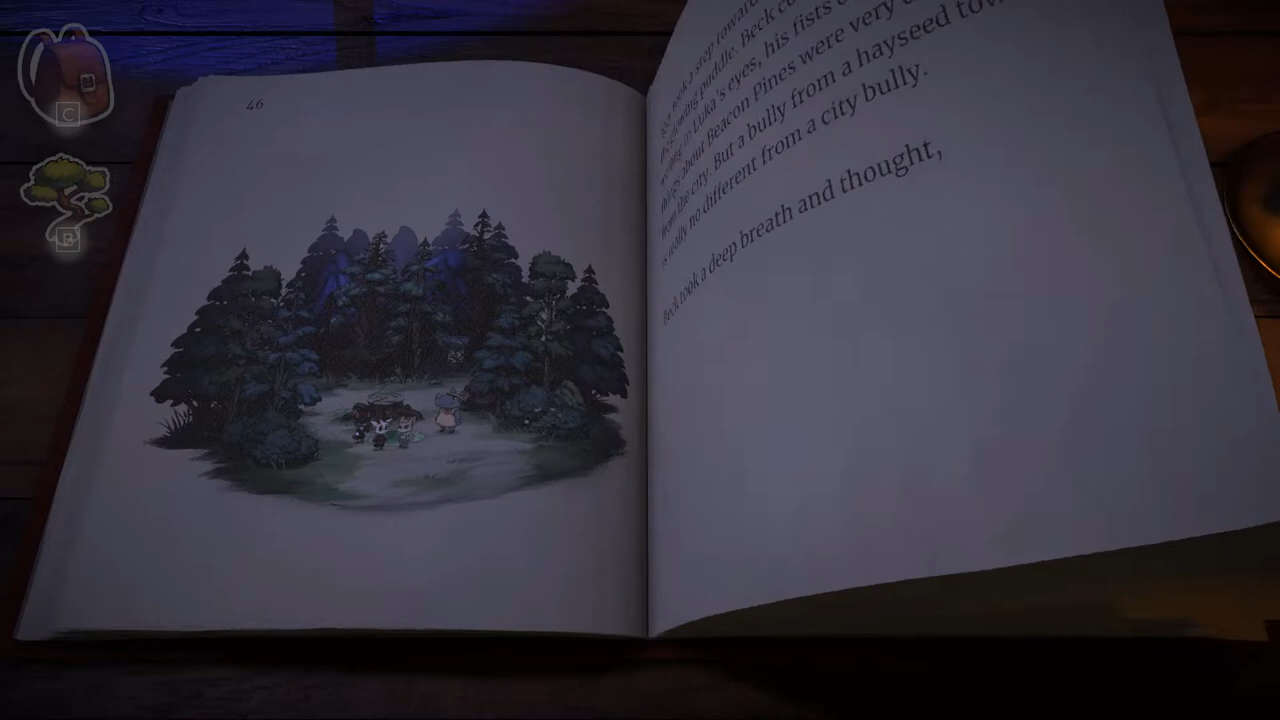 C
B
46
took a step toward
the glowing puddle. Beck co
in Luka's eyes, his fists
things about Beacon Pines were very
from the city. But a bully from a hayseed tow
is really no different from a city bully.
Beck took a deep breath and thought,